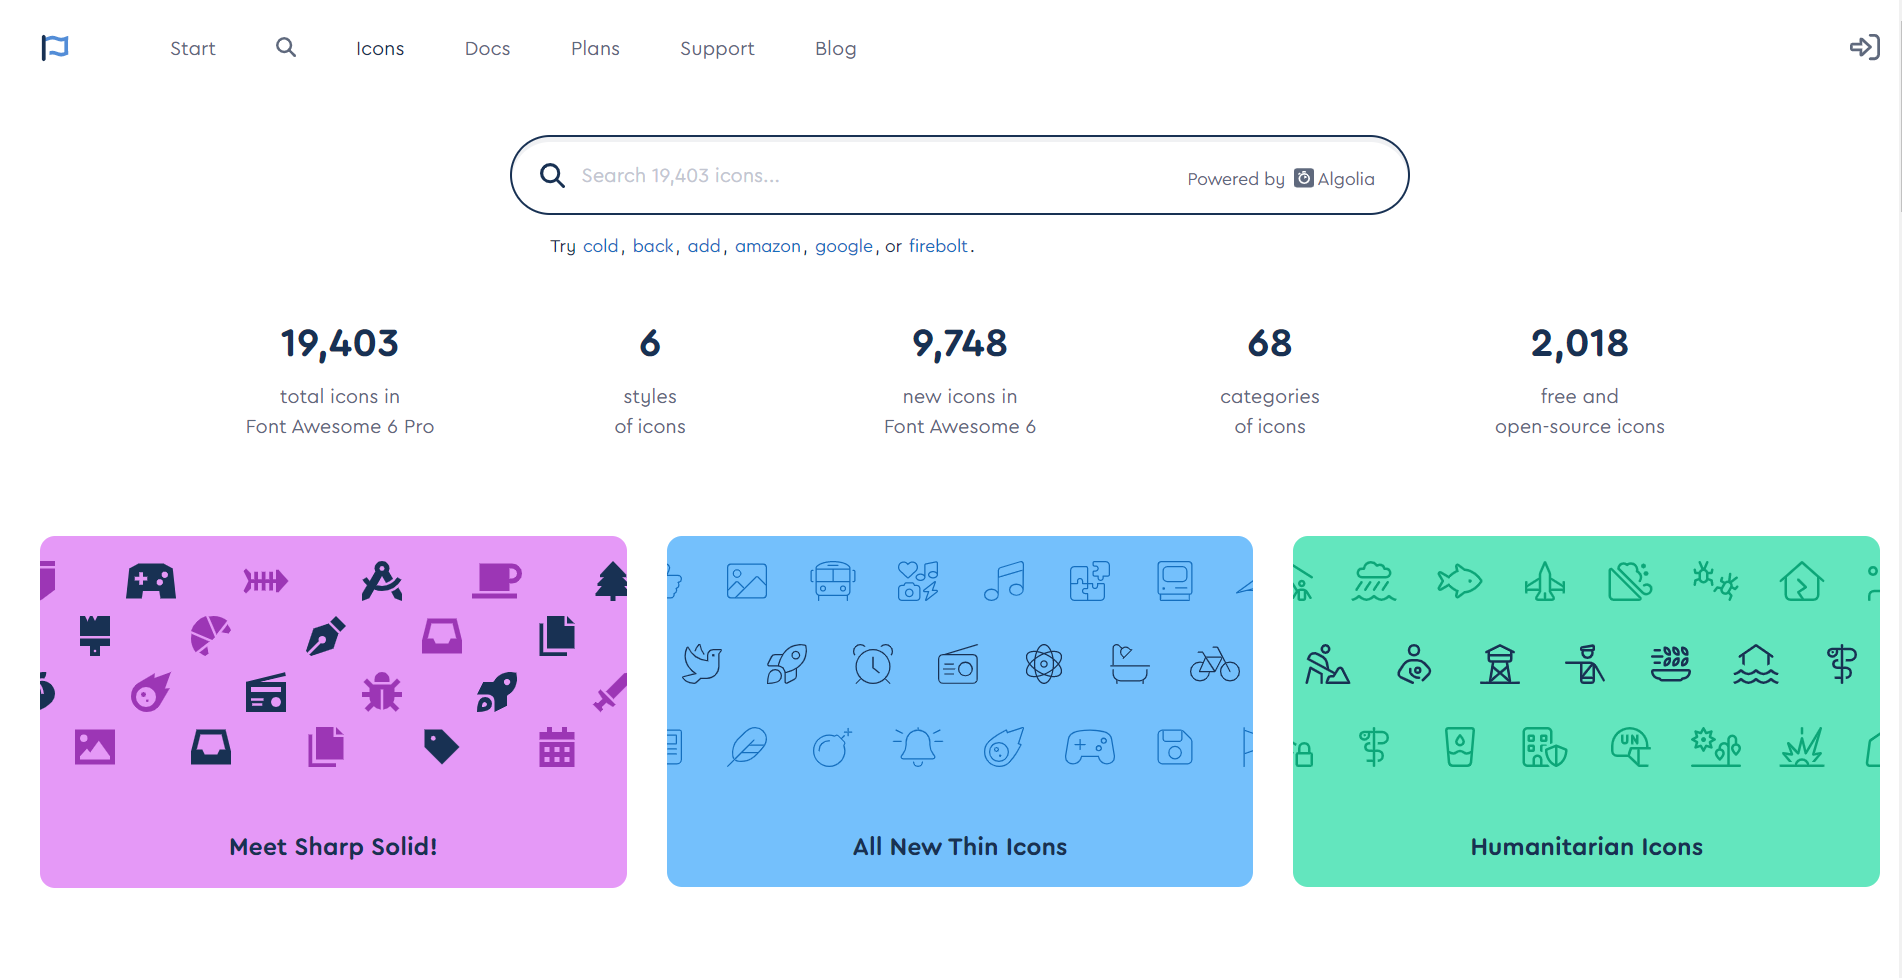 Start Icons Docs Plans Support Blog
Search 19,403 icons... Powered by Algolia
Try cold, back, add, amazon, google, or firebolt.
19,403
total icons in
Font Awesome 6 Pro
6
styles
of icons
9,748
new icons in
Font Awesome 6
68
categories
of icons
2,018
free and
open-source icons
UN
Meet Sharp Solid!
All New Thin Icons
Humanitarian Icons